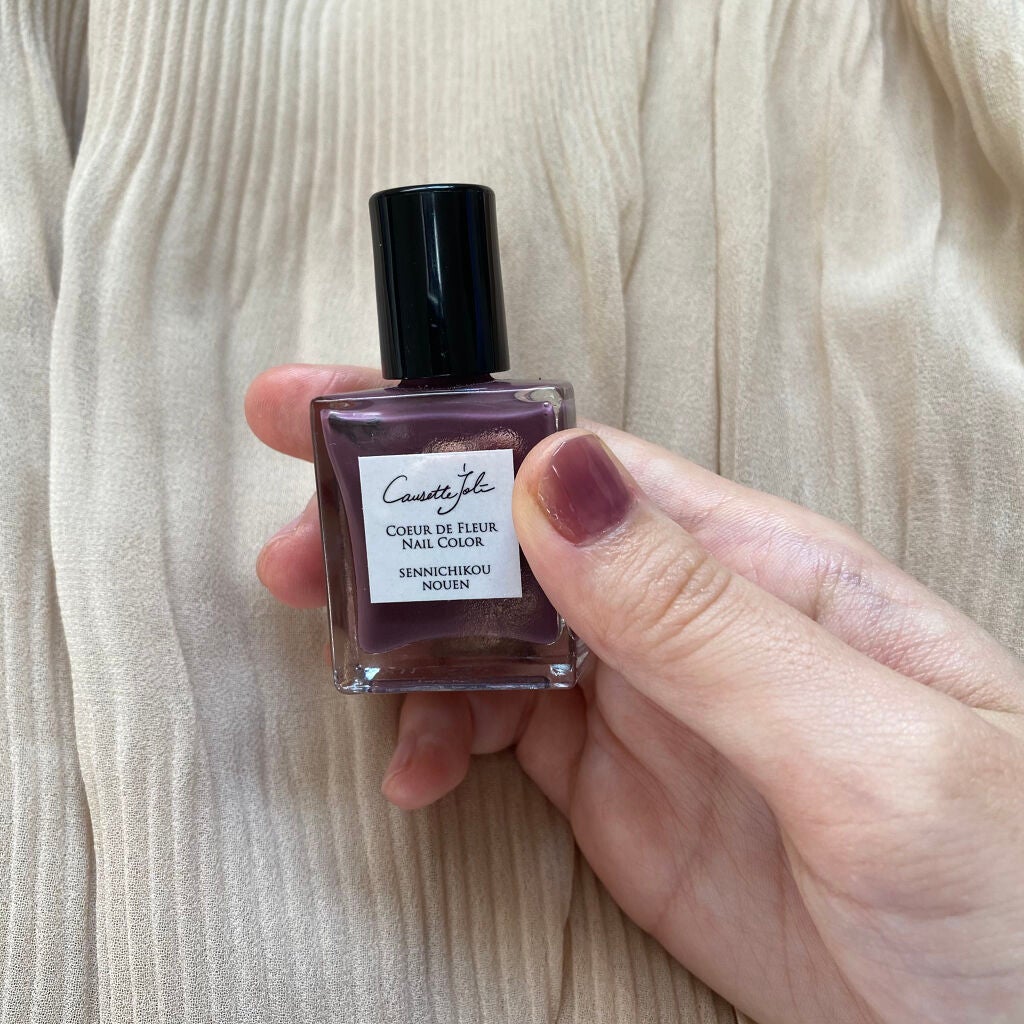 Causette Joli
COEUR DE FLEUR
NAIL COLOR
SENNICHIKOU
NOUEN